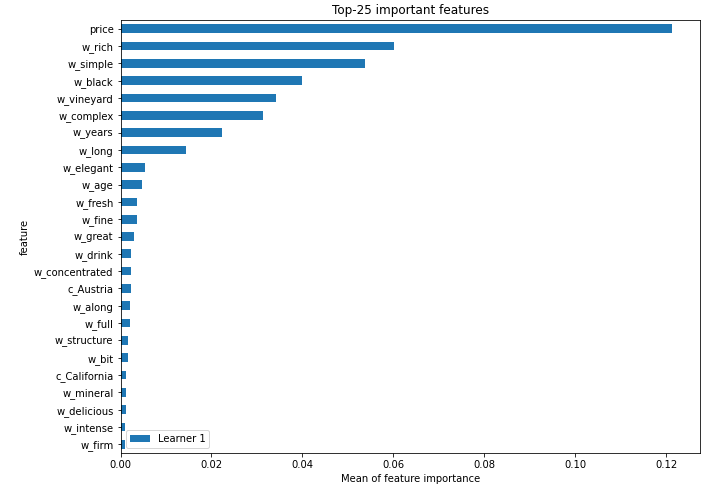 Top-25 important features
price
w_rich
w_simple
w_black
w_vineyard
w_complex
w_years
w_long
w_elegant
w_age
w_fresh
w_fine
w_great
w_drink
w_concentrated
c_Austria
w_along
w_full
w_structure
w_bit
c_California
w_mineral
w_delicious
w_intense
w_firm
feature
Learner 1
0.00 0.02 0.04 0.06 0.08 0.10 0.12
Mean of feature importance